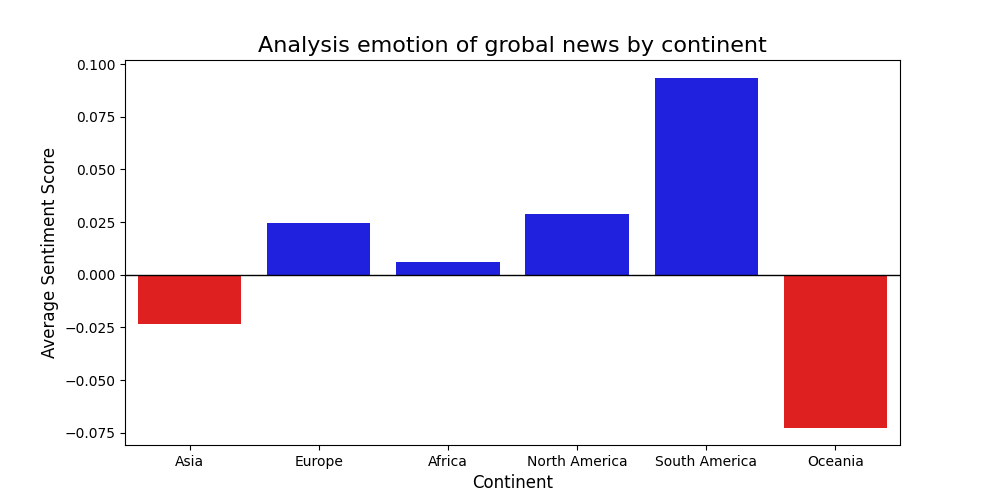 Analysis emotion of grobal news by continent
Average Sentiment Score
0.100
0.075
0.050
0.025
0.000
−0.025
−0.050
−0.075
Asia Europe Africa North America South America Oceania
Continent